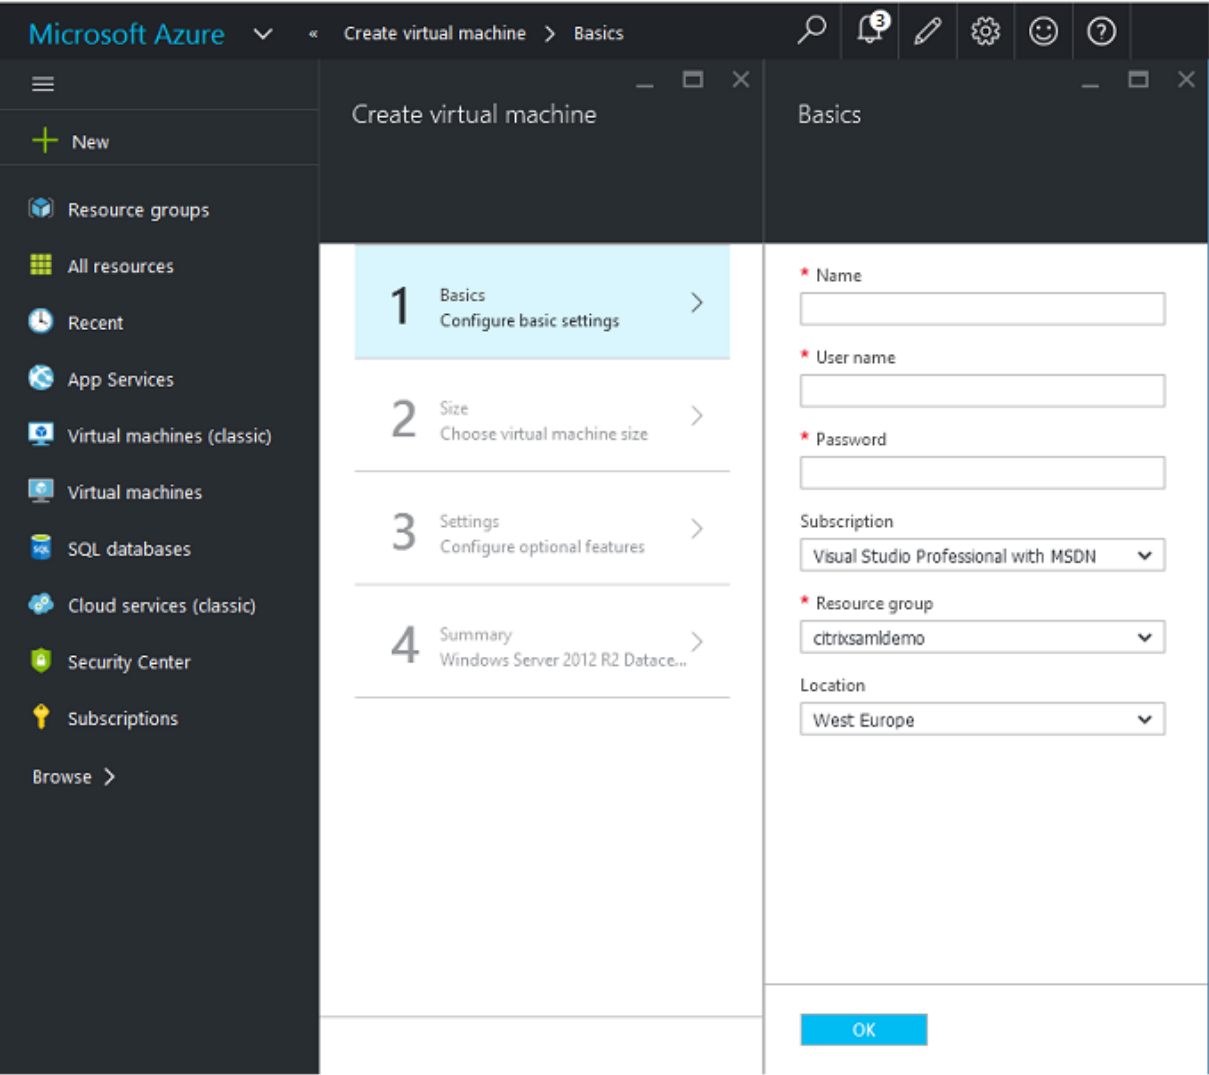 Microsoft Azure
« Create virtual machine > Basics
3
New
Resource groups
All resources
Recent
App Services
Virtual machines (classic)
Virtual machines
SQL SQL databases
Cloud services (classic)
Security Center
Subscriptions
Browse >
Create virtual machine
1 Basics
Configure basic settings
2 Size
Choose virtual machine size
3 Settings
Configure optional features
4 Summary
Windows Server 2012 R2 Datace...
Basics
* Name
* User name
* Password
Subscription
Visual Studio Professional with MSDN
* Resource group
citrixsamldemo
Location
West Europe
OK